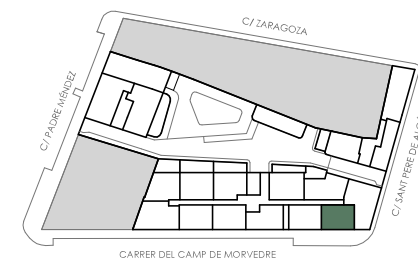 C/ ZARAGOZA
C/ PADRE MÉNDEZ
C/ SANT PERE DE
CARRER DEL CAMP DE MORVEDRE